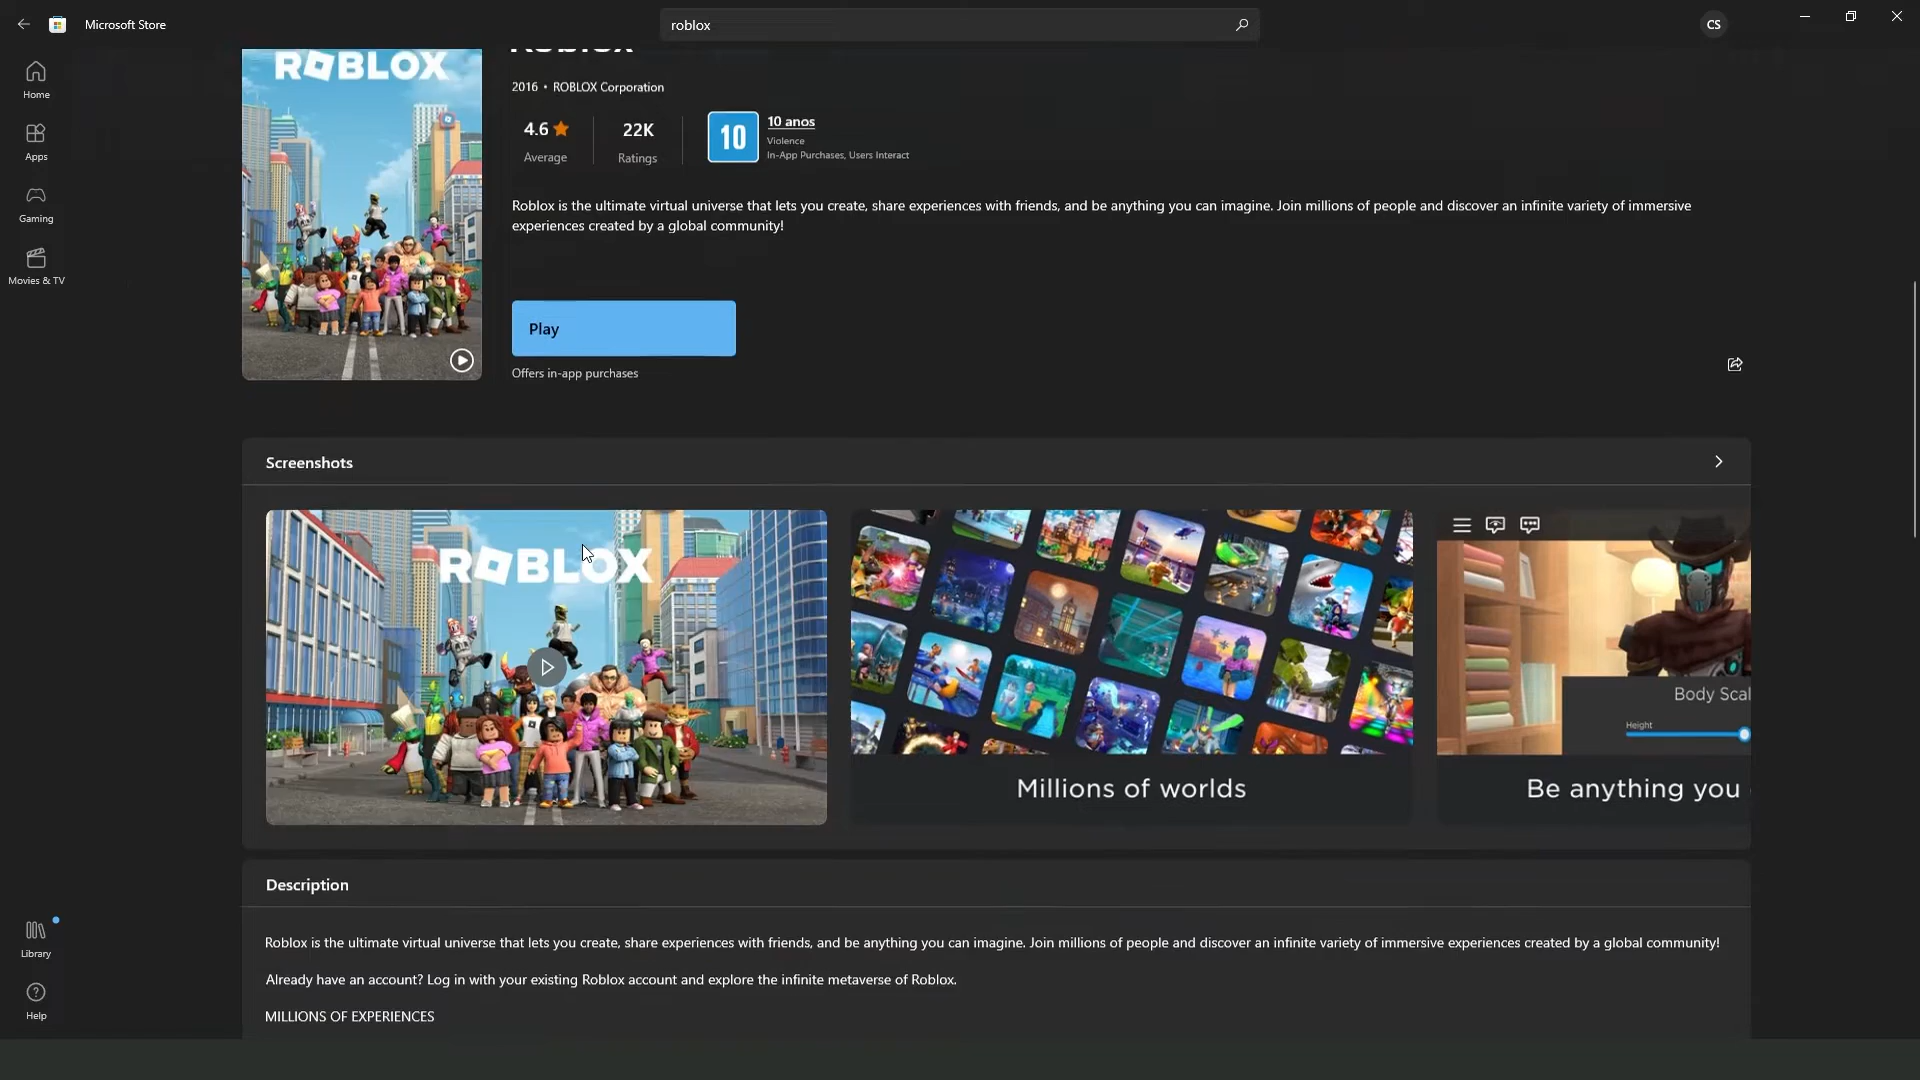 Microsoft Store
roblox
CS
Home
Apps
Gaming
Movies & TV
Library
Help
ROBLOX
Roblox
2016 • ROBLOX Corporation
4.6
Average
22K
Ratings
10
10 anos
Violence
In-App Purchases, Users Interact
Roblox is the ultimate virtual universe that lets you create, share experiences with friends, and be anything you can imagine. Join millions of people and discover an infinite variety of immersive
experiences created by a global community!
Play
Offers in-app purchases
Screenshots
ROBLOX
Millions of worlds
Body Scal
Height
Be anything you
Description
Roblox is the ultimate virtual universe that lets you create, share experiences with friends, and be anything you can imagine. Join millions of people and discover an infinite variety of immersive experiences created by a global community!
Already have an account? Log in with your existing Roblox account and explore the infinite metaverse of Roblox.
MILLIONS OF EXPERIENCES